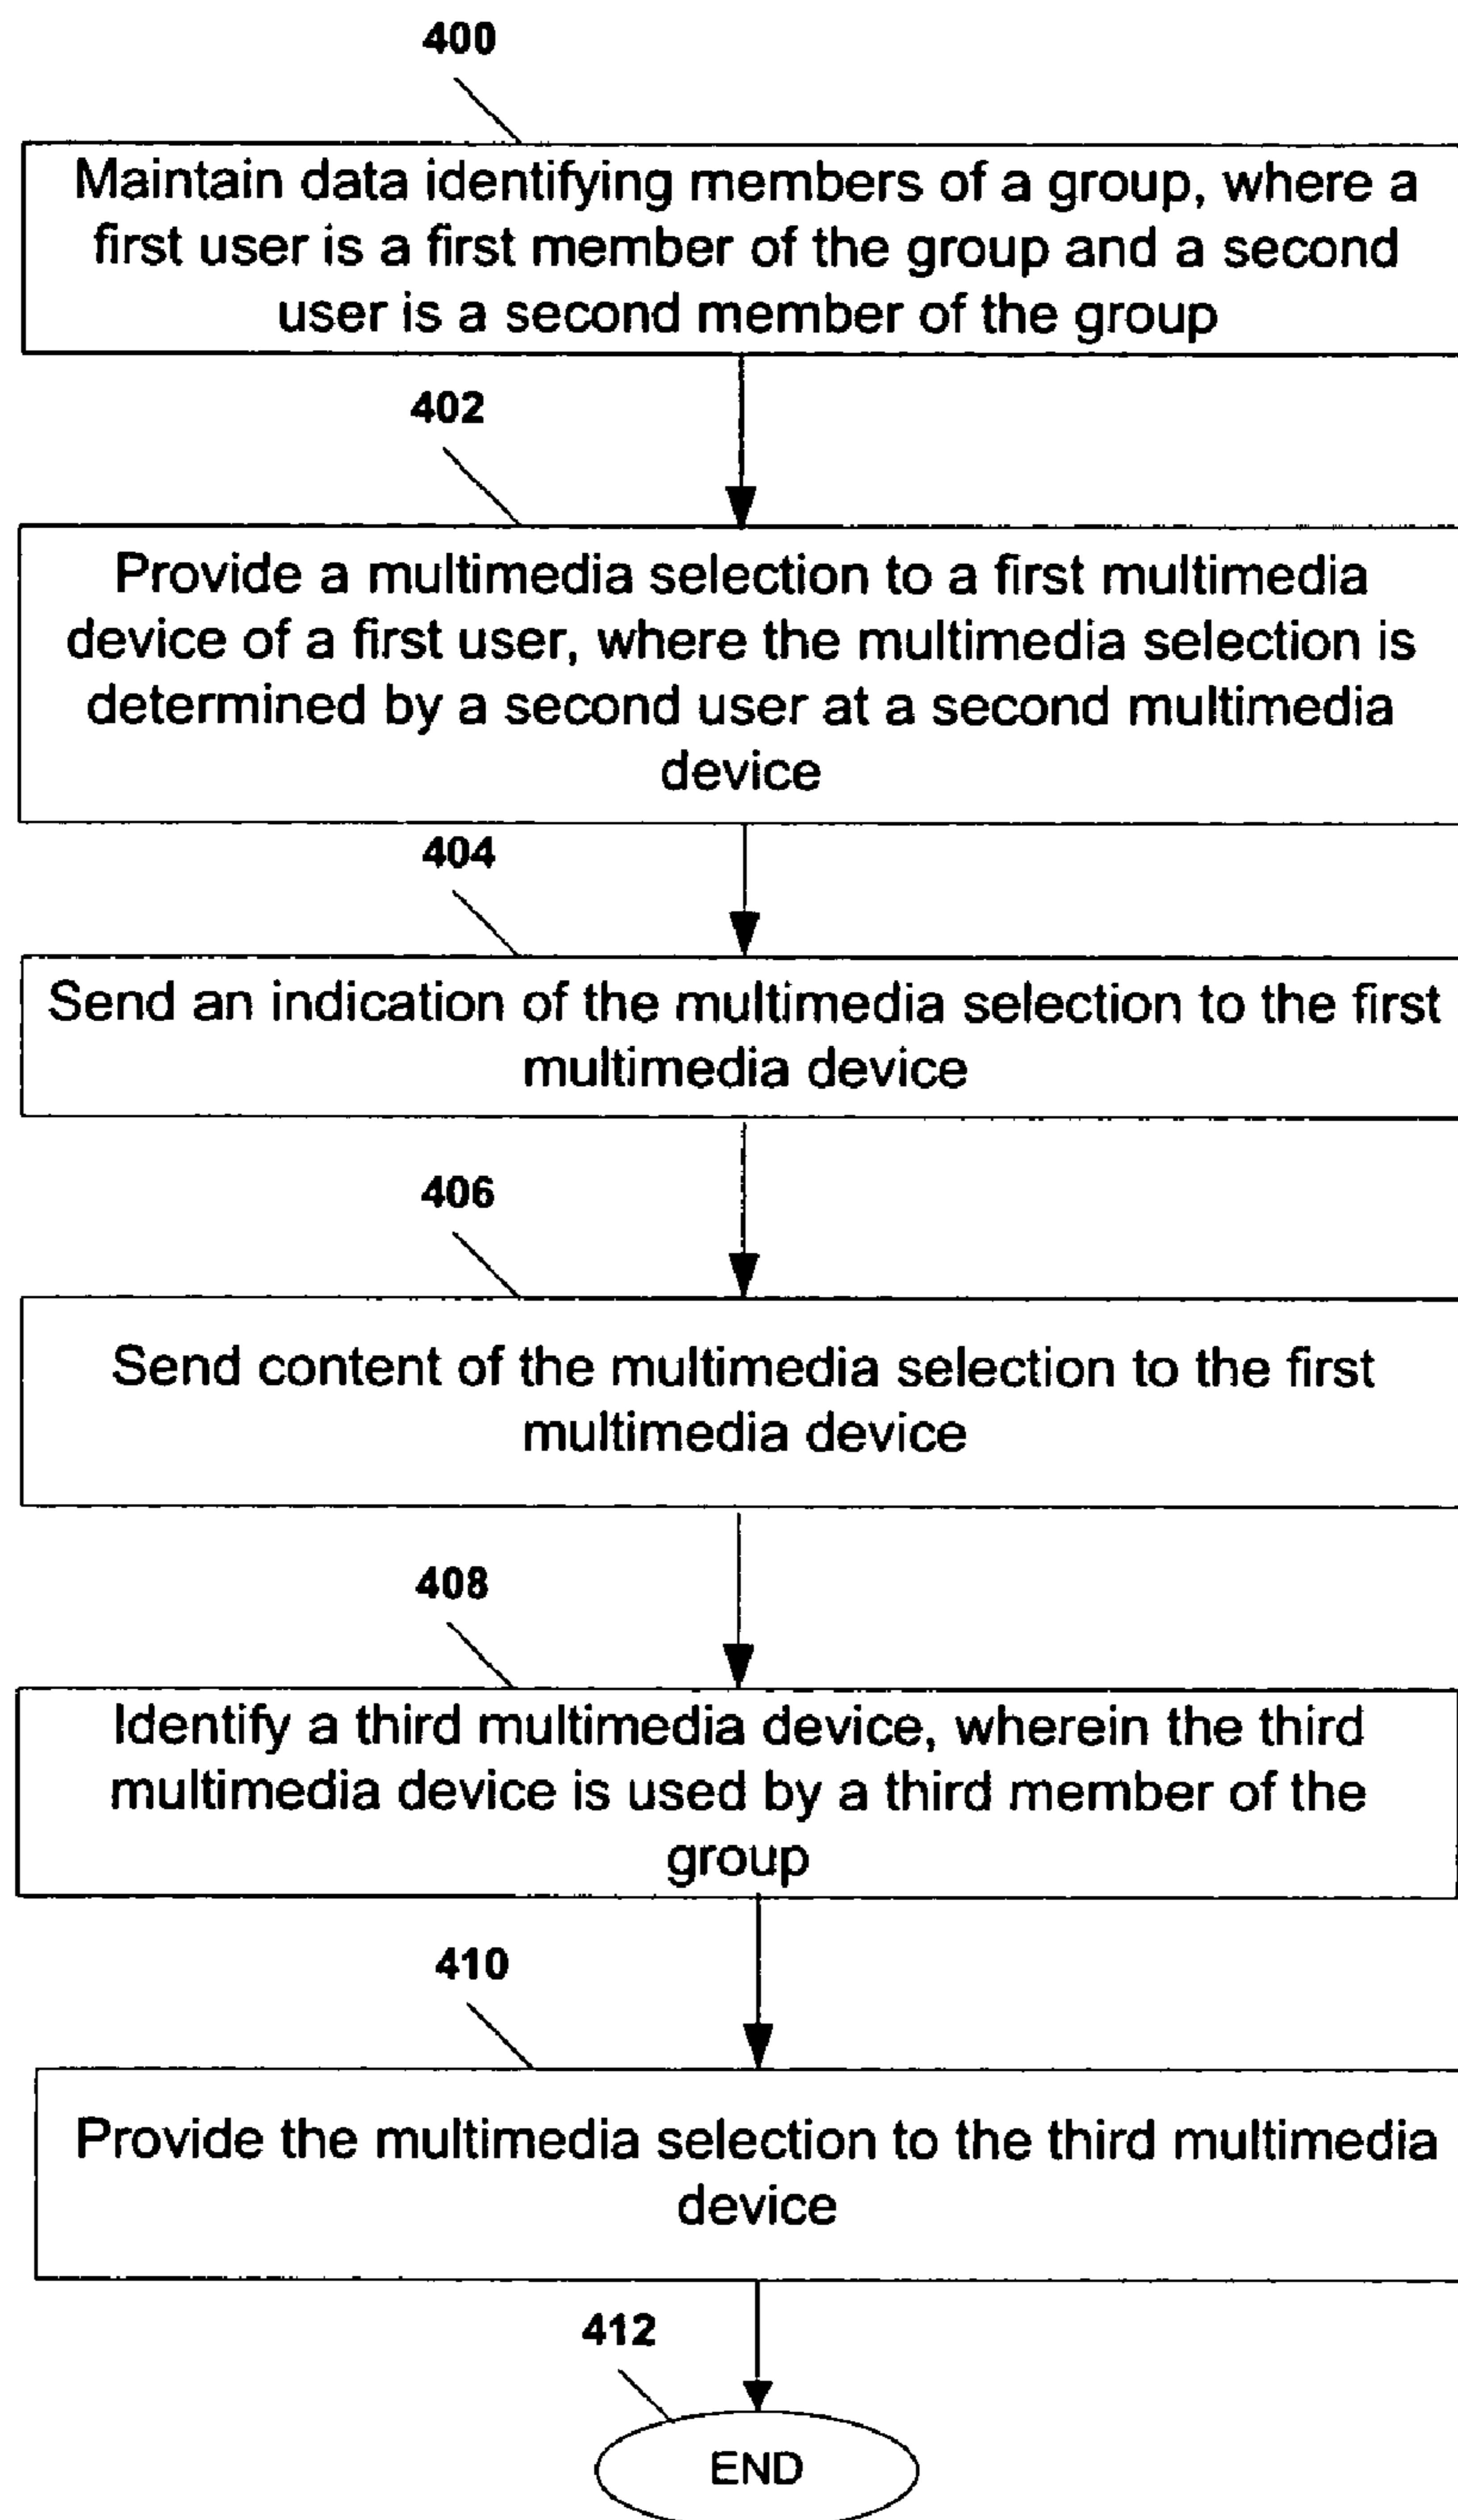 400
Maintain data identifying members of a group, where a
first user is a first member of the group and a second
user is a second member of the group
402
Provide a multimedia selection to a first multimedia
device of a first user, where the multimedia selection is
determined by a second user at a second multimedia
device
404
Send an indication of the multimedia selection to the first
multimedia device
406
Send content of the multimedia selection to the first
multimedia device
408
Identify a third multimedia device, wherein the third
multimedia device is used by a third member of the
group
410
Provide the multimedia selection to the third multimedia
device
412
END